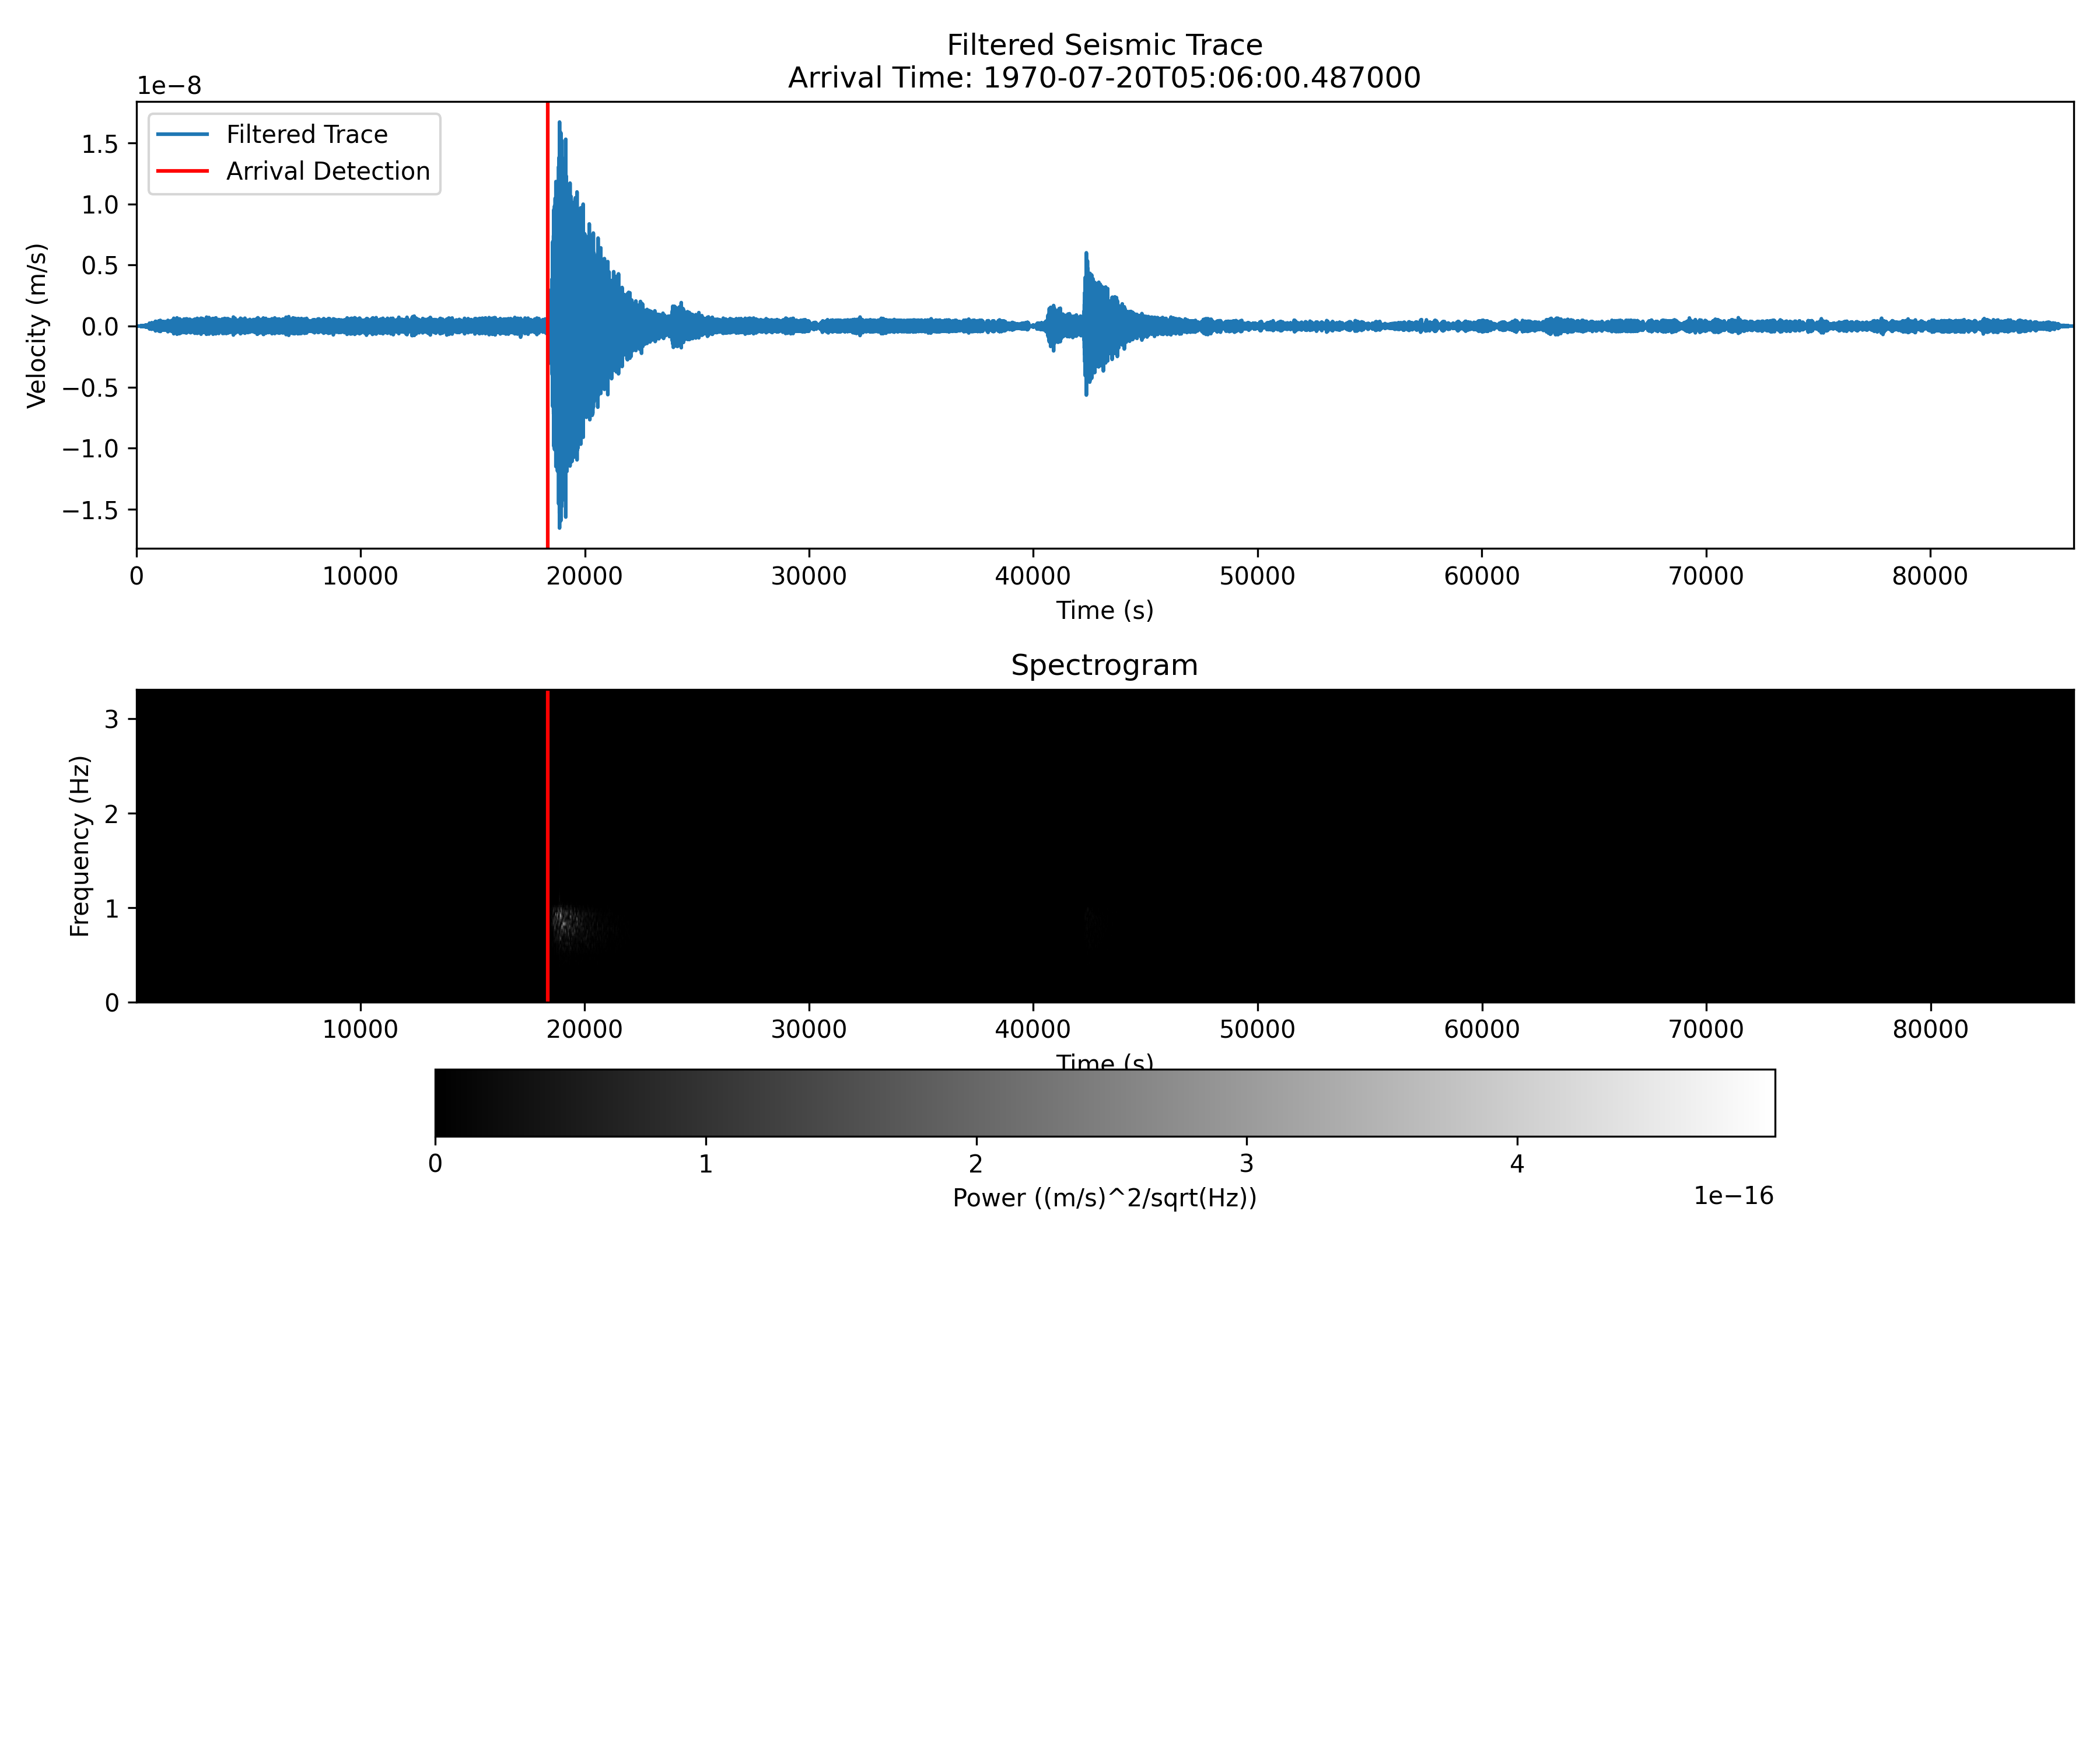 Filtered Seismic Trace
Arrival Time: 1970-07-20T05:06:00.487000
1e−8
Filtered Trace
Arrival Detection
Velocity (m/s)
1.5
1.0
0.5
0.0
−0.5
−1.0
−1.5
0 10000 20000 30000 40000 50000 60000 70000 80000
Time (s)
Spectrogram
Frequency (Hz)
3
2
1
0
10000 20000 30000 40000 50000 60000 70000 80000
Time (s)
0 1 2 3 4
Power ((m/s)^2/sqrt(Hz))
1e−16